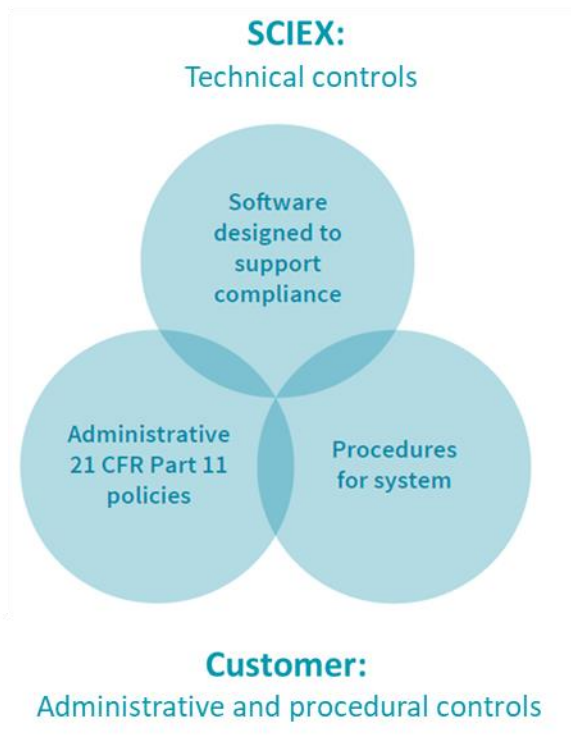 SCIEX:
Technical controls
Software
designed to
support
compliance
Administrative
21 CFR Part 11
policies
Procedures
for system
Customer:
Administrative and procedural controls